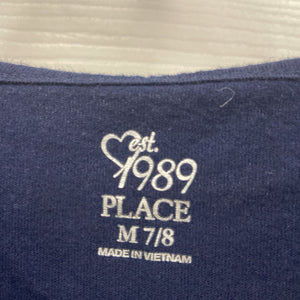 est.
1989
PLACE
M 7/8
MADE IN VIETNAM